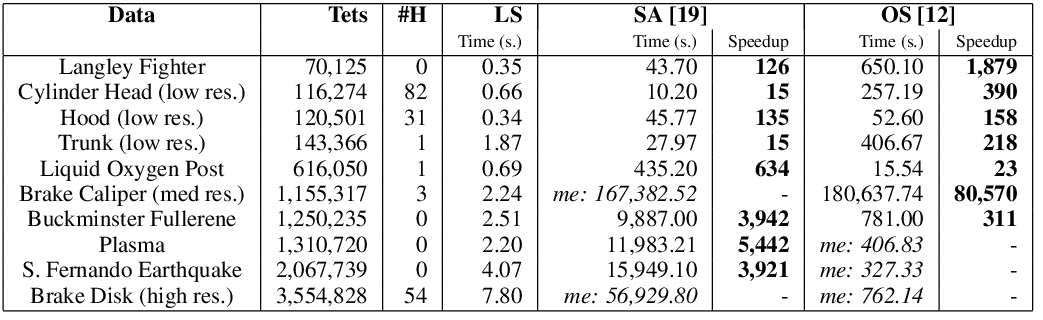 Data Tets #H LS SA [19] OS [12]
Time (s.) Time (s.) Speedup Time (s.) Speedup
Langley Fighter 70,125 0 0.35 43.70 126 650.10 1,879
Cylinder Head (low res.) 116,274 82 0.66 10.20 15 257.19 390
Hood (low res.) 120,501 31 0.34 45.77 135 52.60 158
Trunk (low res.) 143,366 1 1.87 27.97 15 406.67 218
Liquid Oxygen Post 616,050 1 0.69 435.20 634 15.54 23
Brake Caliper (med res.) 1,155,317 3 2.24 me: 167,382.52 - 180,637.74 80,570
Buckminster Fullerene 1,250,235 0 2.51 9,887.00 3,942 781.00 311
Plasma 1,310,720 0 2.20 11,983.21 5,442 me: 406.83 -
S. Fernando Earthquake 2,067,739 0 4.07 15,949.10 3,921 me: 327.33 -
Brake Disk (high res.) 3,554,828 54 7.80 me: 56,929.80 - me: 762.14 -